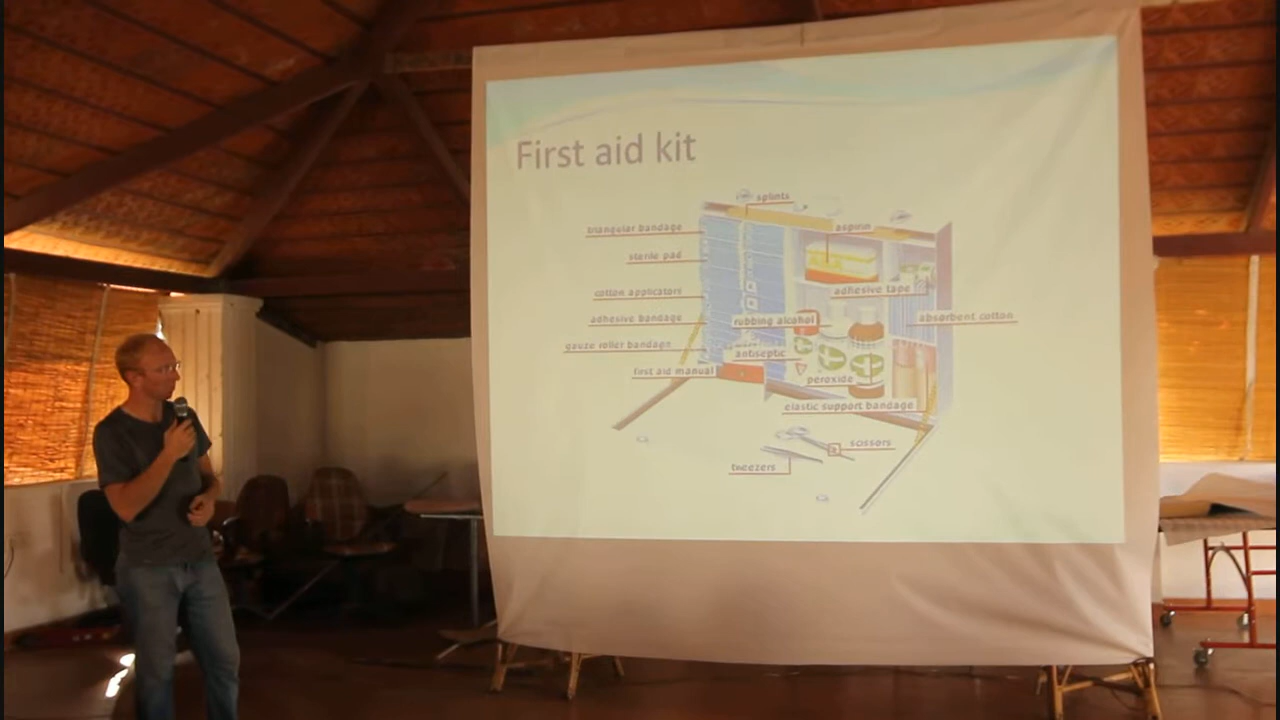 First aid kit
splints
triangular bandage
aspirin
sterile pad
cotton applicators
adhesive tape
adhesive bandage
rubbing alcohol
absorbent cotton
gauze roller bandage
antiseptic
first aid manual
peroxide
elastic support bandage
scissors
tweezers